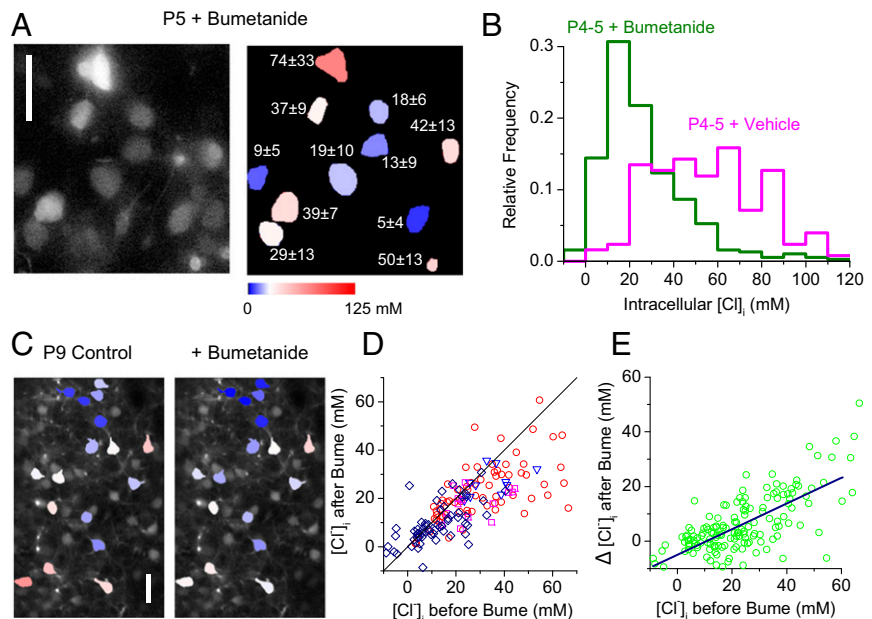 A
P5 + Bumetanide
74±33
37±9
18±6
42±13
9±5
19±10
13±9
39±7
5±4
29±13
50±13
0
125 mM
B
P4-5 + Bumetanide
P4-5 + Vehicle
Relative Frequency
0.3
0.2
0.1
0.0
0 20 40 60 80 100 120
Intracellular [Cl]i (mM)
C
P9 Control
+ Bumetanide
D
[Cl-]i after Bume (mM)
60
40
20
0
0 20 40 60
[Cl-]i before Bume (mM)
E
Δ [Cl-]i after Bume (mM)
60
40
20
0
0 20 40 60
[Cl-]i before Bume (mM)